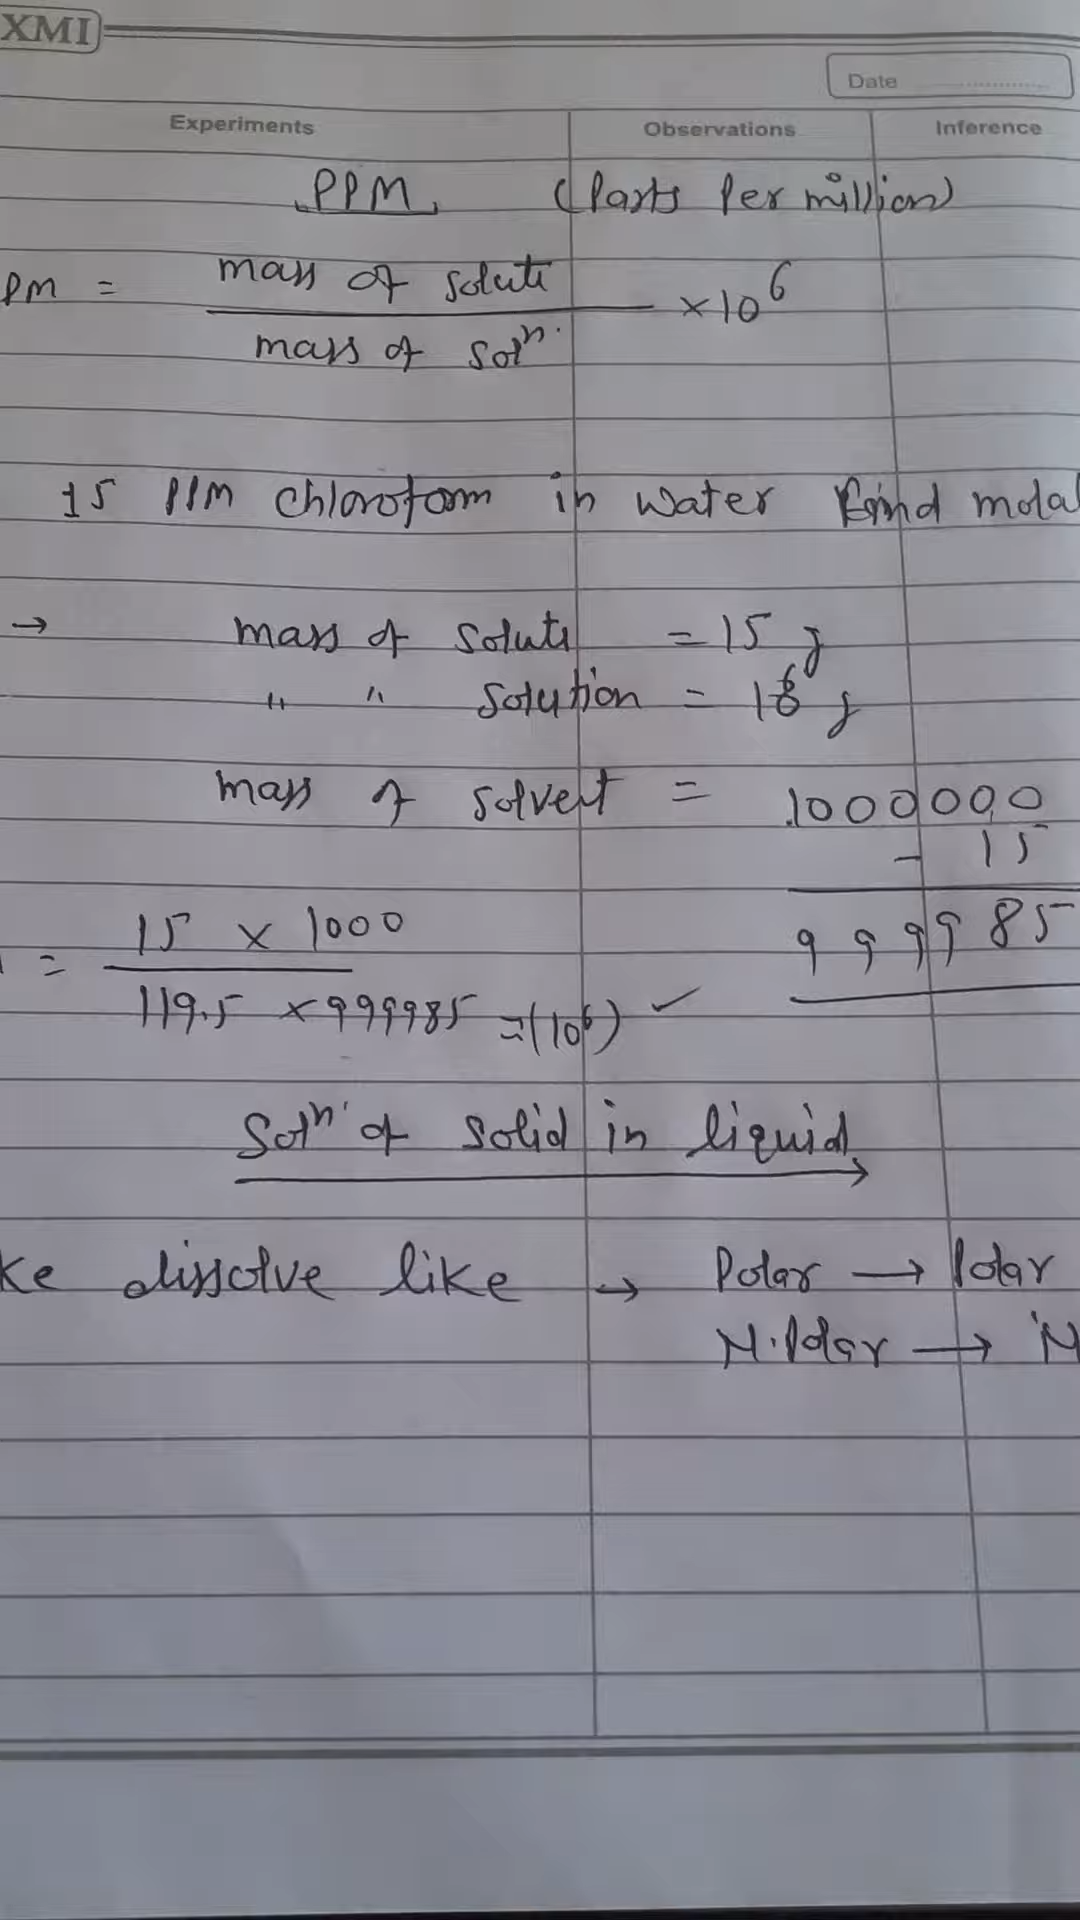 XMI
Date
Experiments Observations Inference
PPM (Parts Per million)
PM = mass of solute / mass of solⁿ. × 10⁶
15 PPM chloroform in water Find molal
→ mass of solute = 15 g
" " solution = 10⁶ g
mass of solvent = 1000000
- 15
999985
= 15 × 1000 / 119.5 × 999985 ≈ (10⁶) ✓
Solⁿ of solid in liquid
ke dissolve like → Polar → Polar
N.Polar → N